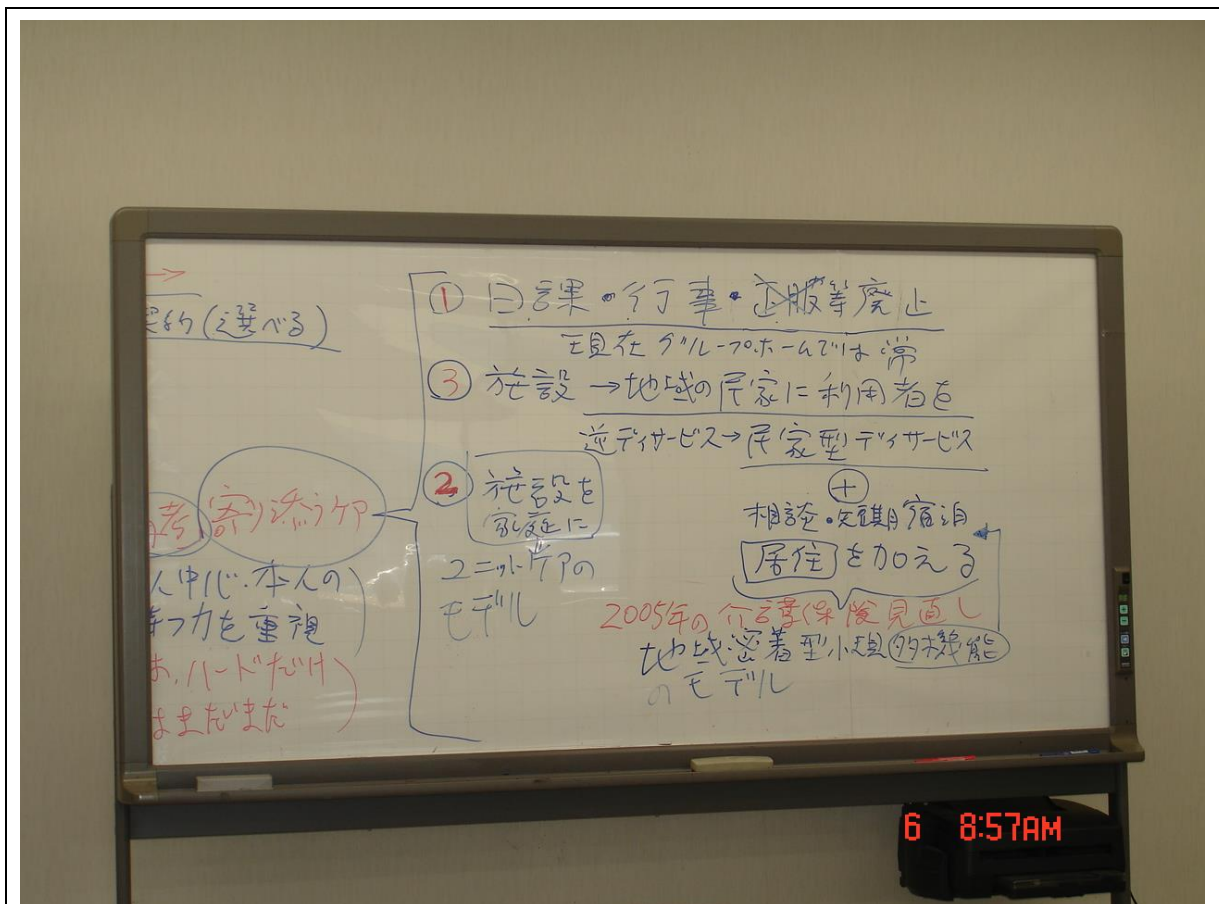 →
契約(選べる)
寄り添うケア
人中心・本人の
持つ力を重視
ハードだけ
はまだまだ
① 日課・行事・正服等廃止
現在グループホームでは常
③ 施設→地域の民家に利用者を
逆デイサービス→民家型デイサービス
+
相談・短期宿泊
居住を加える
② 施設を
家庭に
ユニットケアの
モデル
2005年の介護保険見直し
地域密着型小規多機能
のモデル
6 8:57AM